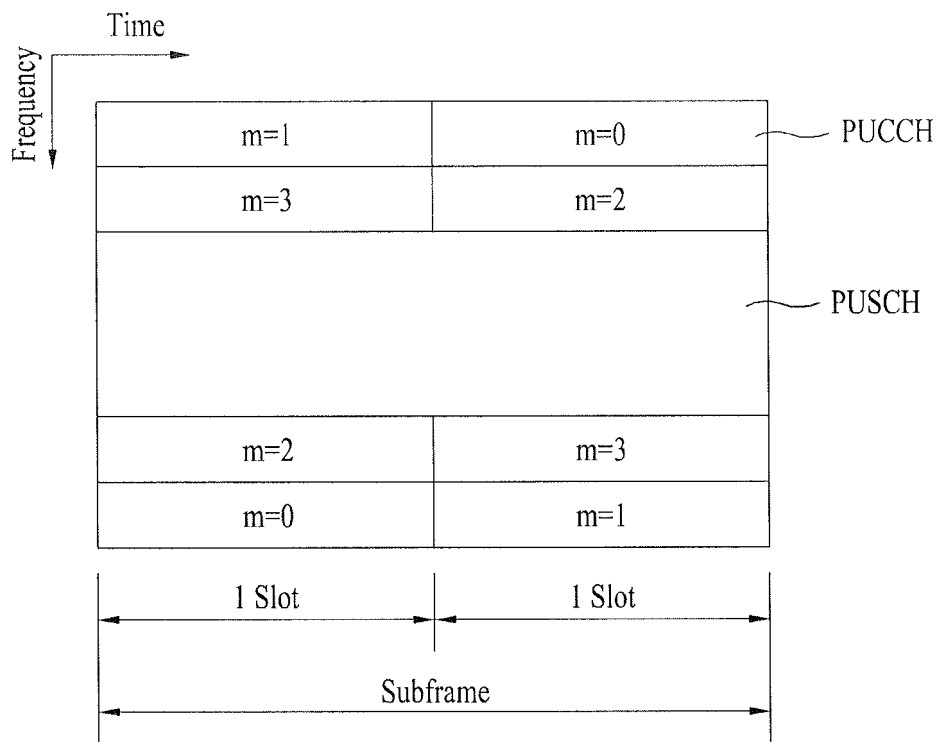 Time
Frequency
m=1
m=0
PUCCH
m=3
m=2
PUSCH
m=2
m=3
m=0
m=1
1 Slot
1 Slot
Subframe